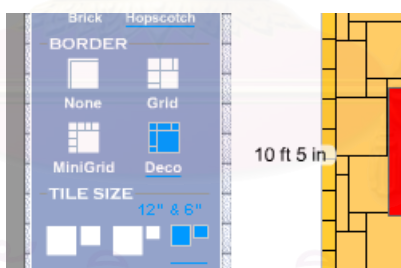 Brick Hopscotch
BORDER
None Grid
MiniGrid Deco
TILE SIZE
12" & 6"
10 ft 5 in